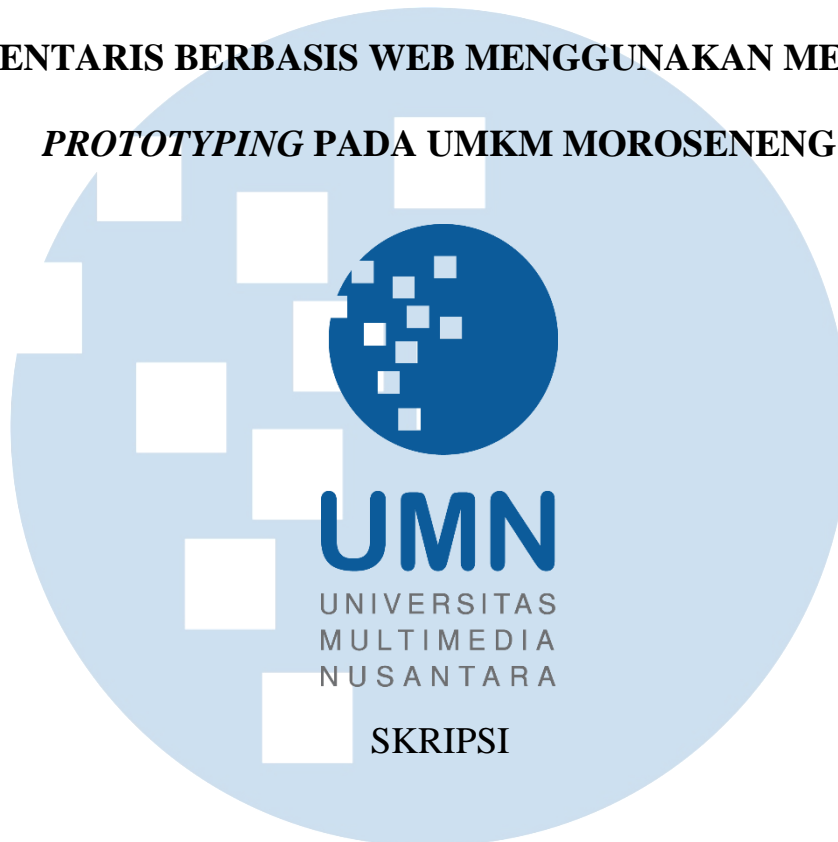 ENTARIS BERBASIS WEB MENGGUNAKAN ME
PROTOTYPING PADA UMKM MOROSENENG
UMN
UNIVERSITAS
MULTIMEDIA
NUSANTARA
SKRIPSI